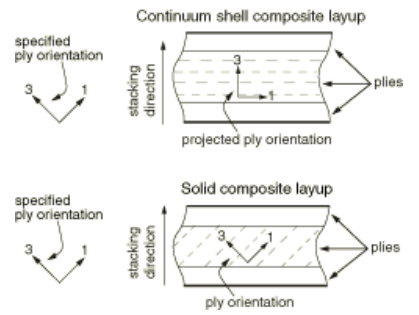 Continuum shell composite layup
specified
ply orientation
3
1
stacking
direction
3
1
plies
projected ply orientation
Solid composite layup
specified
ply orientation
3
1
stacking
direction
3
1
plies
ply orientation